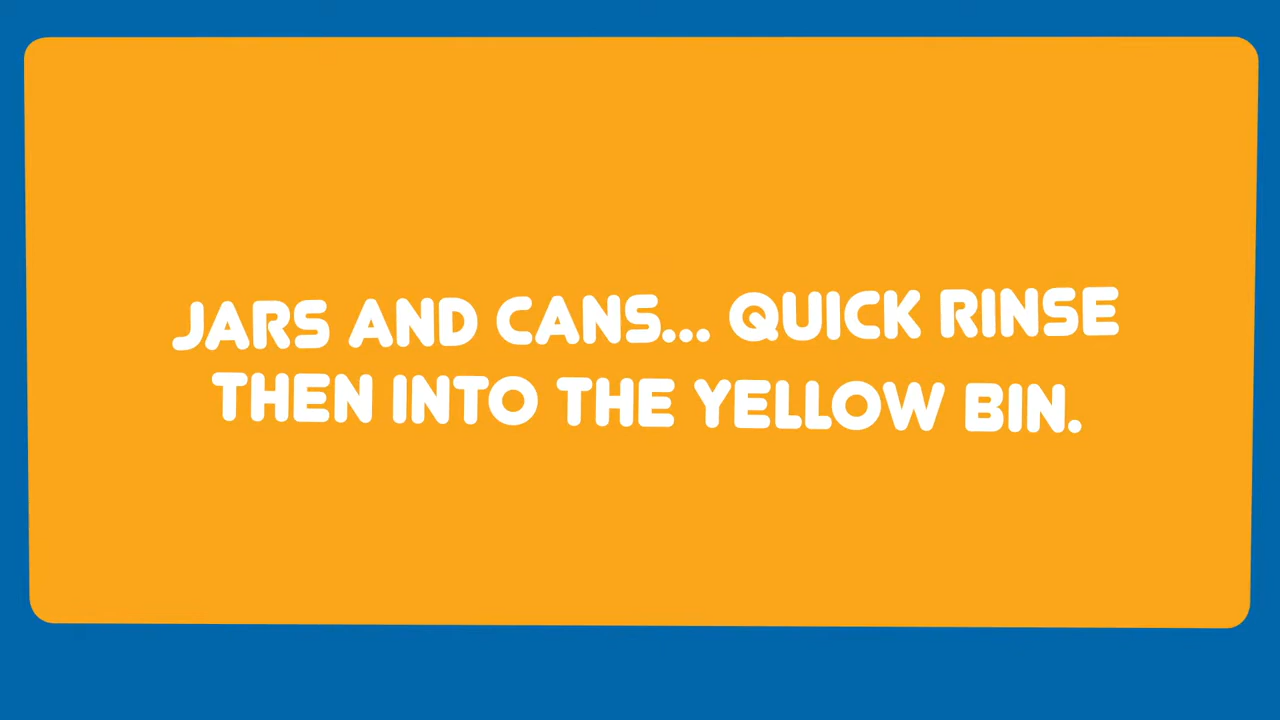 JARS AND CANS... QUICK RINSE
THEN INTO THE YELLOW BIN.